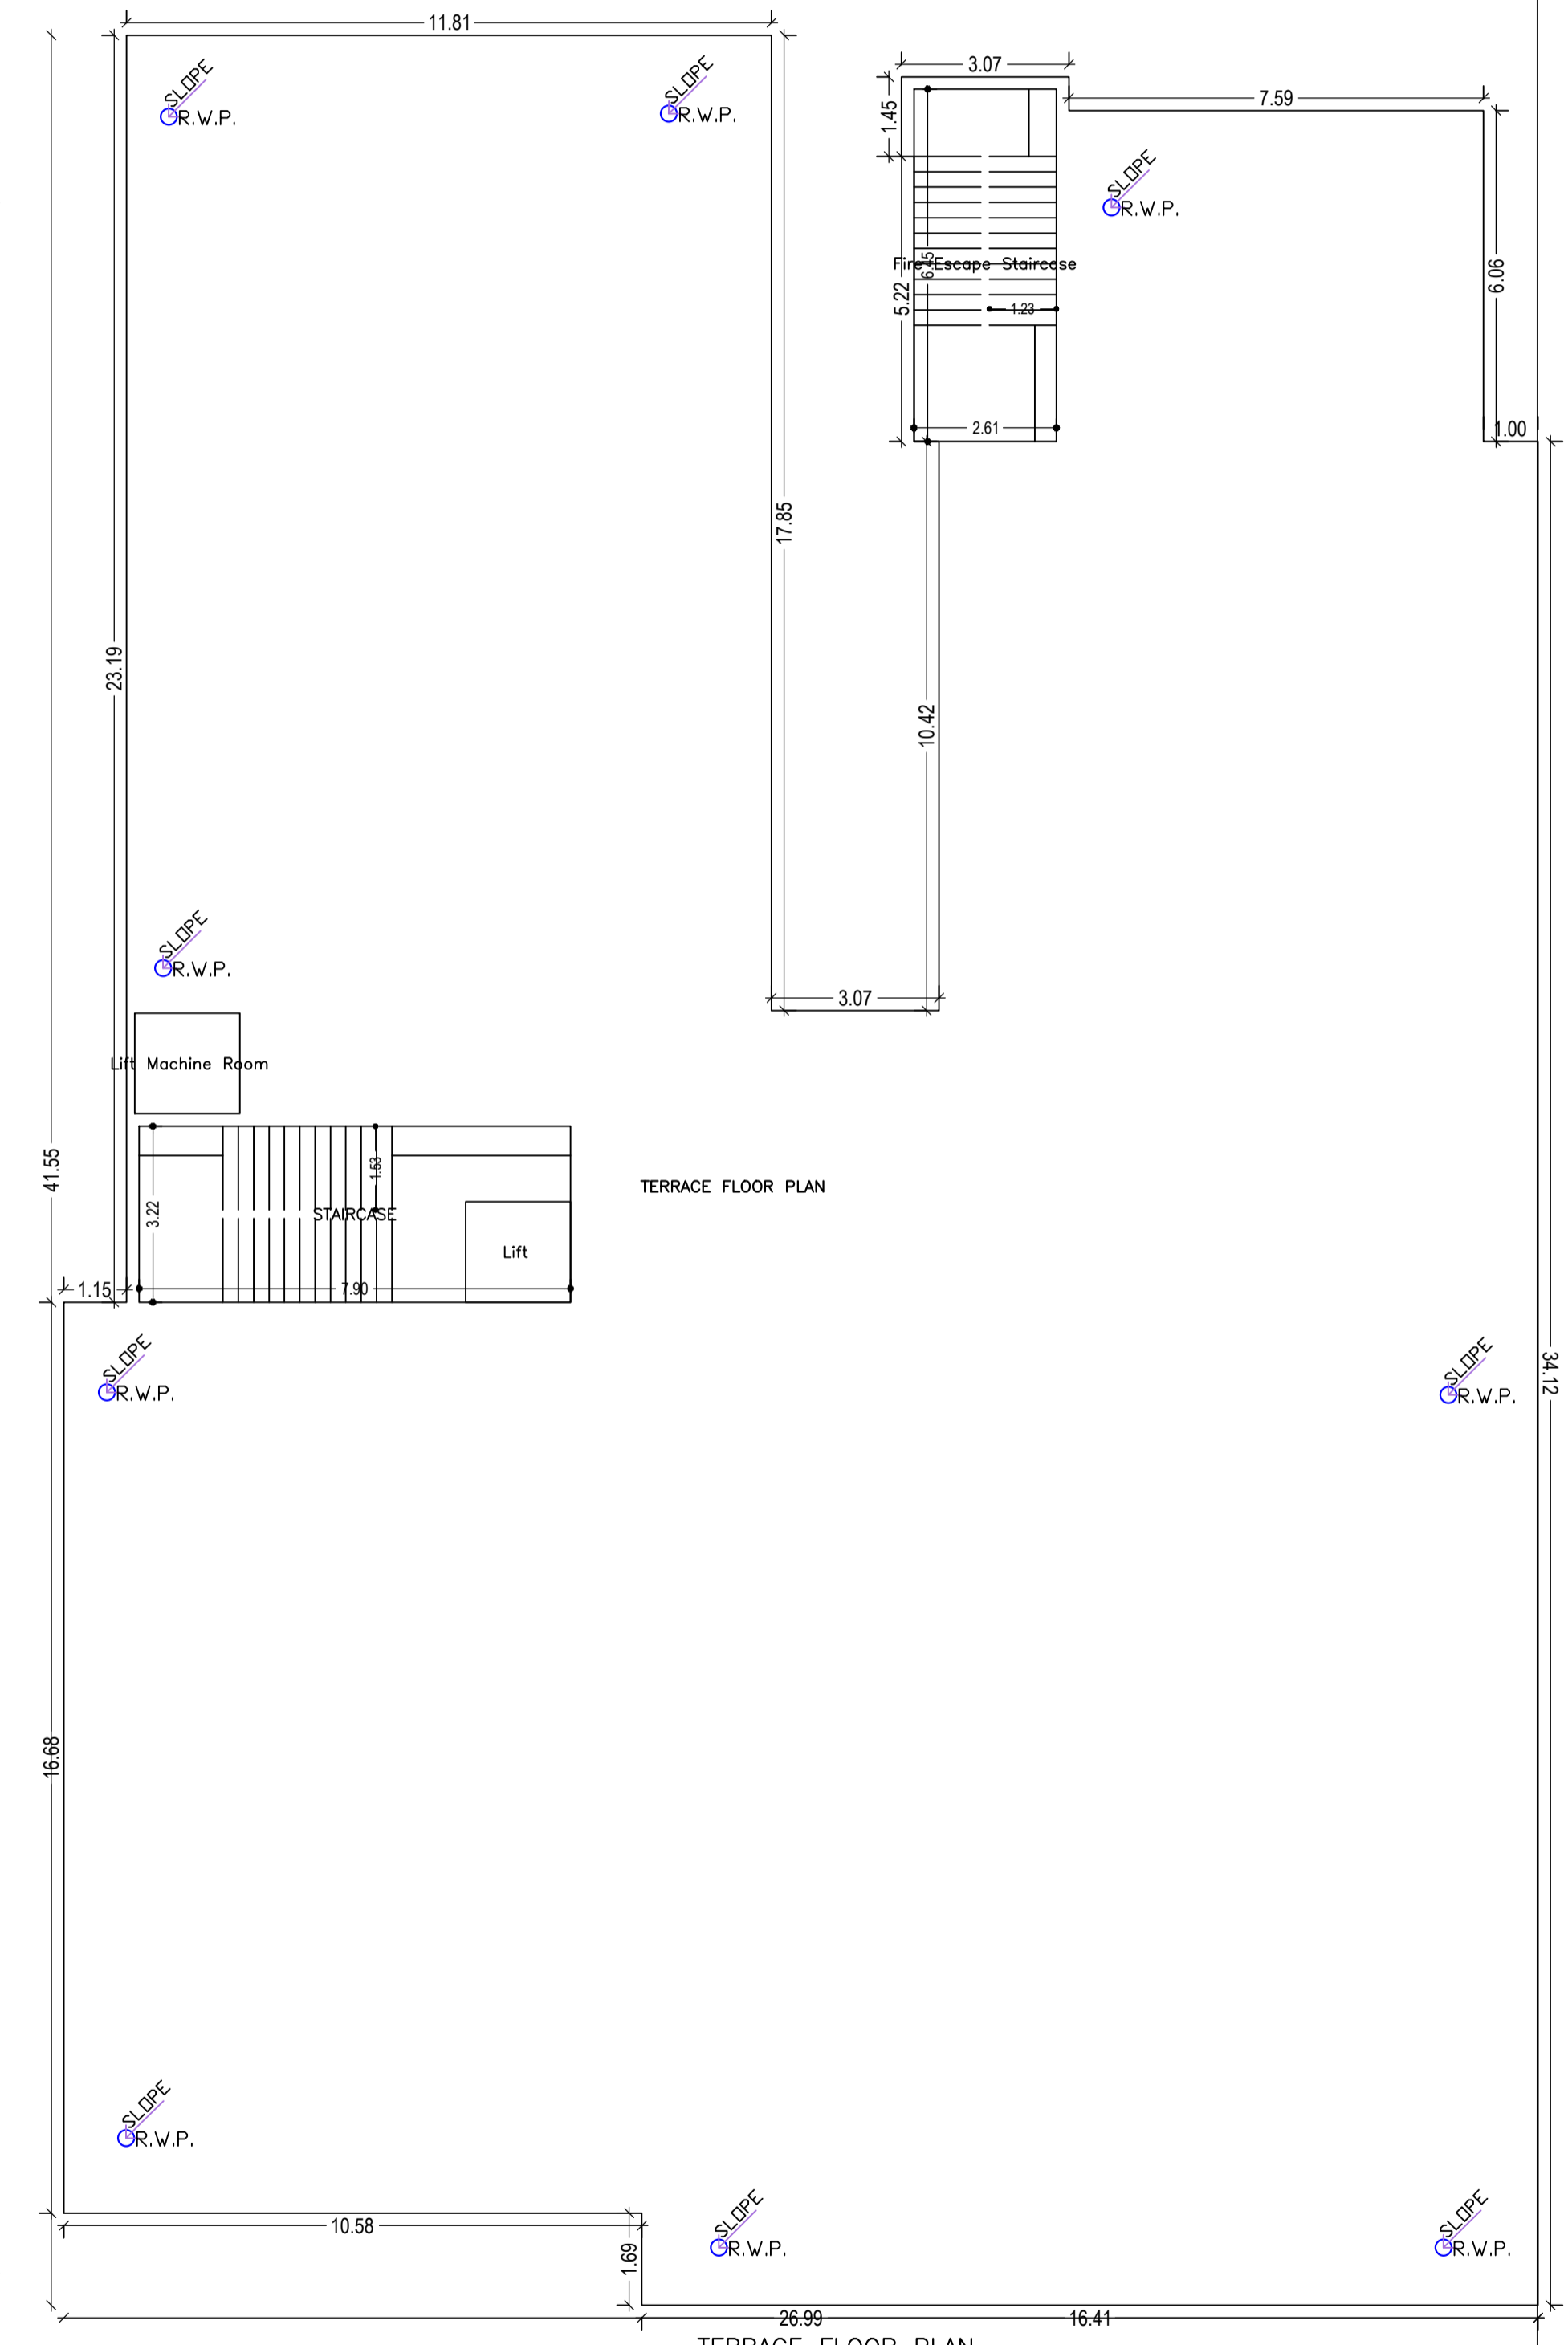 11.81
3.07
SLOPE
SLOPE
R.W.P.
R.W.P.
7.59
1.45
SLOPE
R.W.P.
Fire Escape Staircase
6.45
6.06
5.22
1.23
2.61
1.00
17.85
23.19
10.42
SLOPE
R.W.P.
3.07
Lift Machine Room
41.55
1.53
3.22
STAIRCASE
TERRACE FLOOR PLAN
Lift
1.15
7.90
SLOPE
R.W.P.
SLOPE
R.W.P.
34.12
16.68
SLOPE
R.W.P.
10.58
1.69
SLOPE
R.W.P.
SLOPE
R.W.P.
26.99
16.41
TERRACE FLOOR PLAN